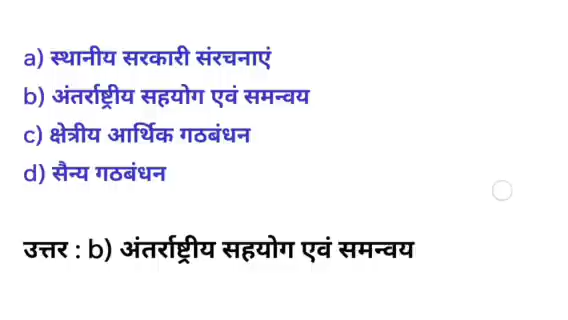 a) स्थानीय सरकारी संरचनाएं
b) अंतर्राष्ट्रीय सहयोग एवं समन्वय
c) क्षेत्रीय आर्थिक गठबंधन
d) सैन्य गठबंधन
उत्तर : b) अंतर्राष्ट्रीय सहयोग एवं समन्वय